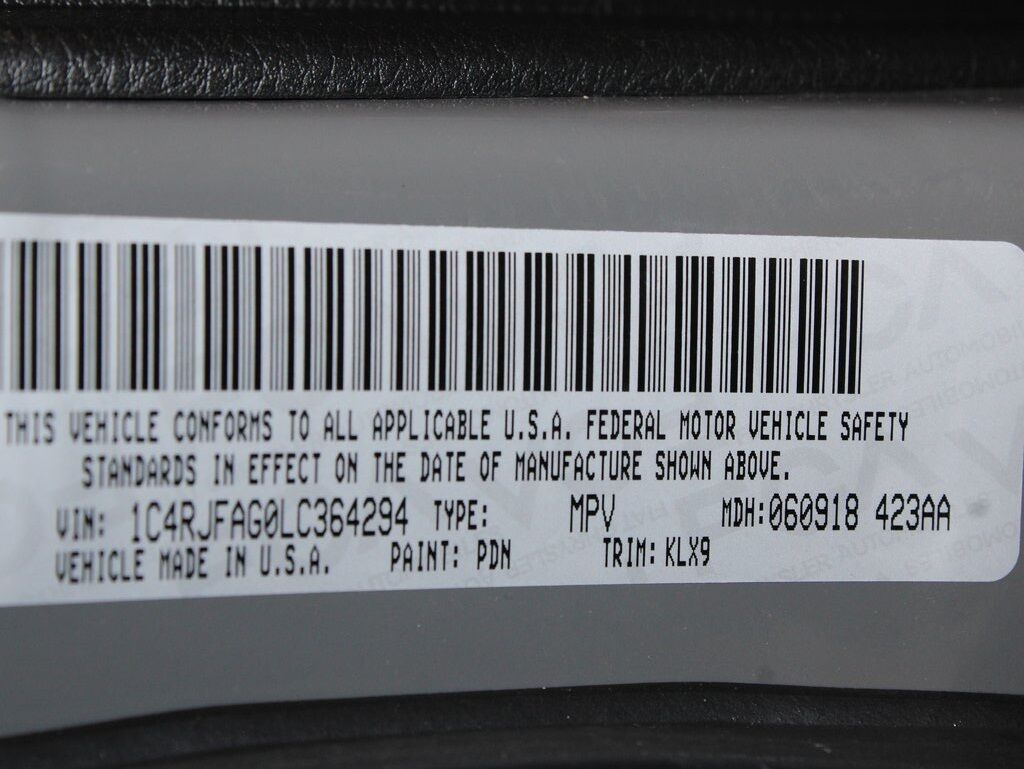 THIS VEHICLE CONFORMS TO ALL APPLICABLE U.S.A. FEDERAL MOTOR VEHICLE SAFETY
STANDARDS IN EFFECT ON THE DATE OF MANUFACTURE SHOWN ABOVE.
VIN: 1C4RJFAG0LC364294 TYPE: MPV MDH:060918 423AA
VEHICLE MADE IN U.S.A. PAINT: PDN TRIM: KLX9